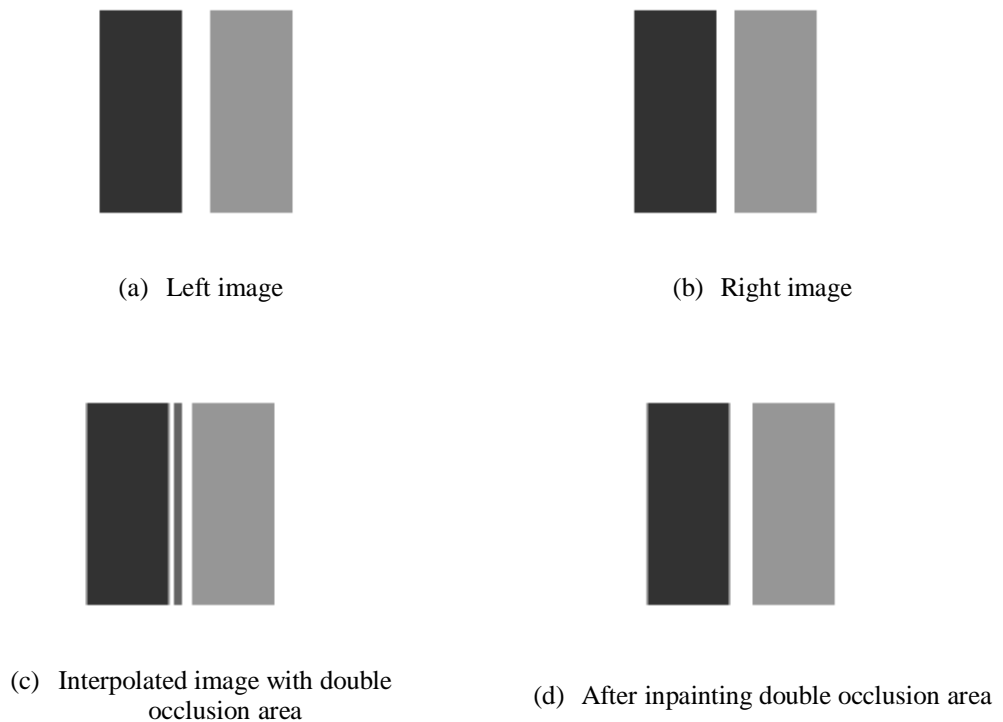 (a) Left image
(b) Right image
(c) Interpolated image with double
occlusion area
(d) After inpainting double occlusion area